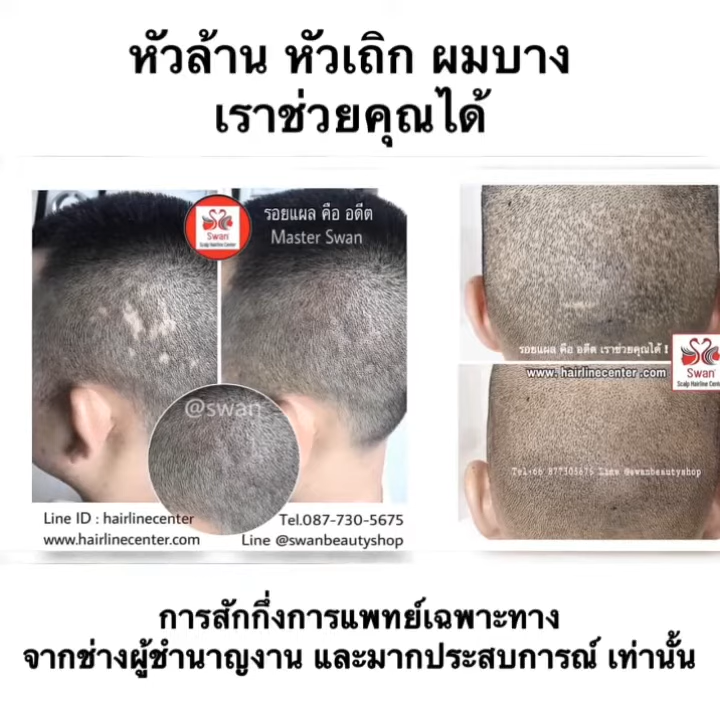 หัวล้าน หัวเถิก ผมบาง
เราช่วยคุณได้
Swan
Scalp Hairline Center
รอยแผล คือ อดีต
Master Swan
@swan
Line ID : hairlinecenter
www.hairlinecenter.com
Tel.087-730-5675
Line @swanbeautyshop
รอยแผล คือ อดีต เราช่วยคุณได้ !
www. hairlinecenter .com
Swan
Scalp Hairline Cente
Tel+66 877305675 Line @swanbeautyshop
การสักกึ่งการแพทย์เฉพาะทาง
จากช่างผู้ชำนาญงาน และมากประสบการณ์ เท่านั้น